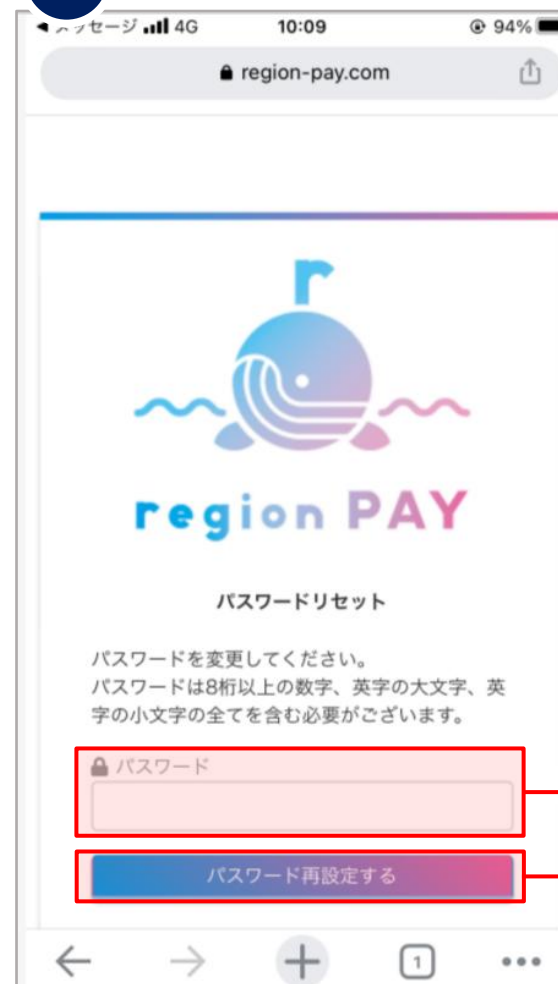 メッセージ 4G 10:09 94%
region-pay.com
r
region PAY
パスワードリセット
パスワードを変更してください。
パスワードは8桁以上の数字、英字の大文字、英
字の小文字の全てを含む必要がございます。
パスワード
パスワード再設定する
1